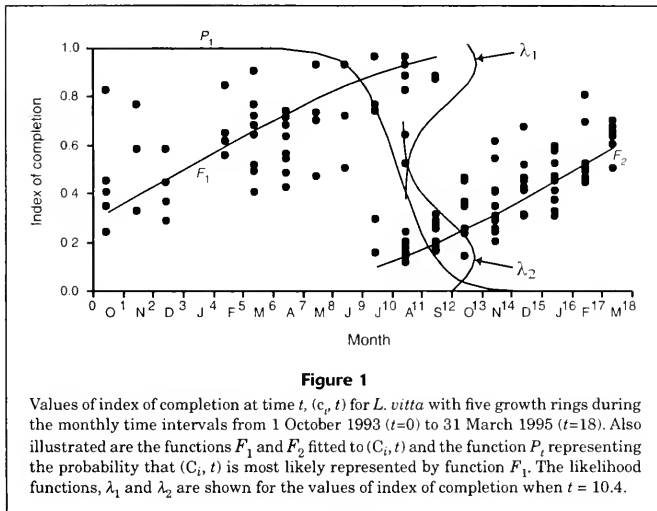 P₁
1.0
0.8
0.6
0.4
0.2
0.0
Index of completion
F₁
λ₁
F₂
λ₂
0 O 1 N 2 D 3 J 4 F 5 M 6 A 7 M 8 J 9 J 10 A 11 S 12 O 13 N 14 D 15 J 16 F 17 M 18
Month
Figure 1
Values of index of completion at time t, (cᵢ, t) for L. vitta with five growth rings during
the monthly time intervals from 1 October 1993 (t=0) to 31 March 1995 (t=18). Also
illustrated are the functions F₁ and F₂ fitted to (Cᵢ, t) and the function Pₜ representing
the probability that (Cᵢ, t) is most likely represented by function F₁. The likelihood
functions, λ₁ and λ₂ are shown for the values of index of completion when t = 10.4.